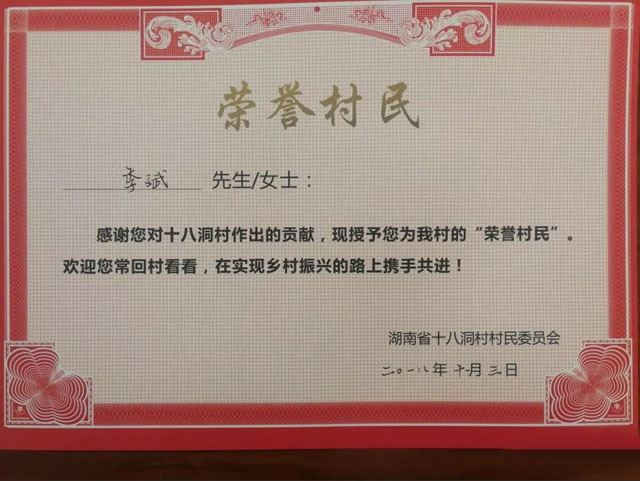 荣誉村民
李斌 先生/女士：
感谢您对十八洞村作出的贡献，现授予您为我村的“荣誉村民”。
欢迎您常回村看看，在实现乡村振兴的路上携手共进！
湖南省十八洞村村民委员会
二〇一八年十月三日